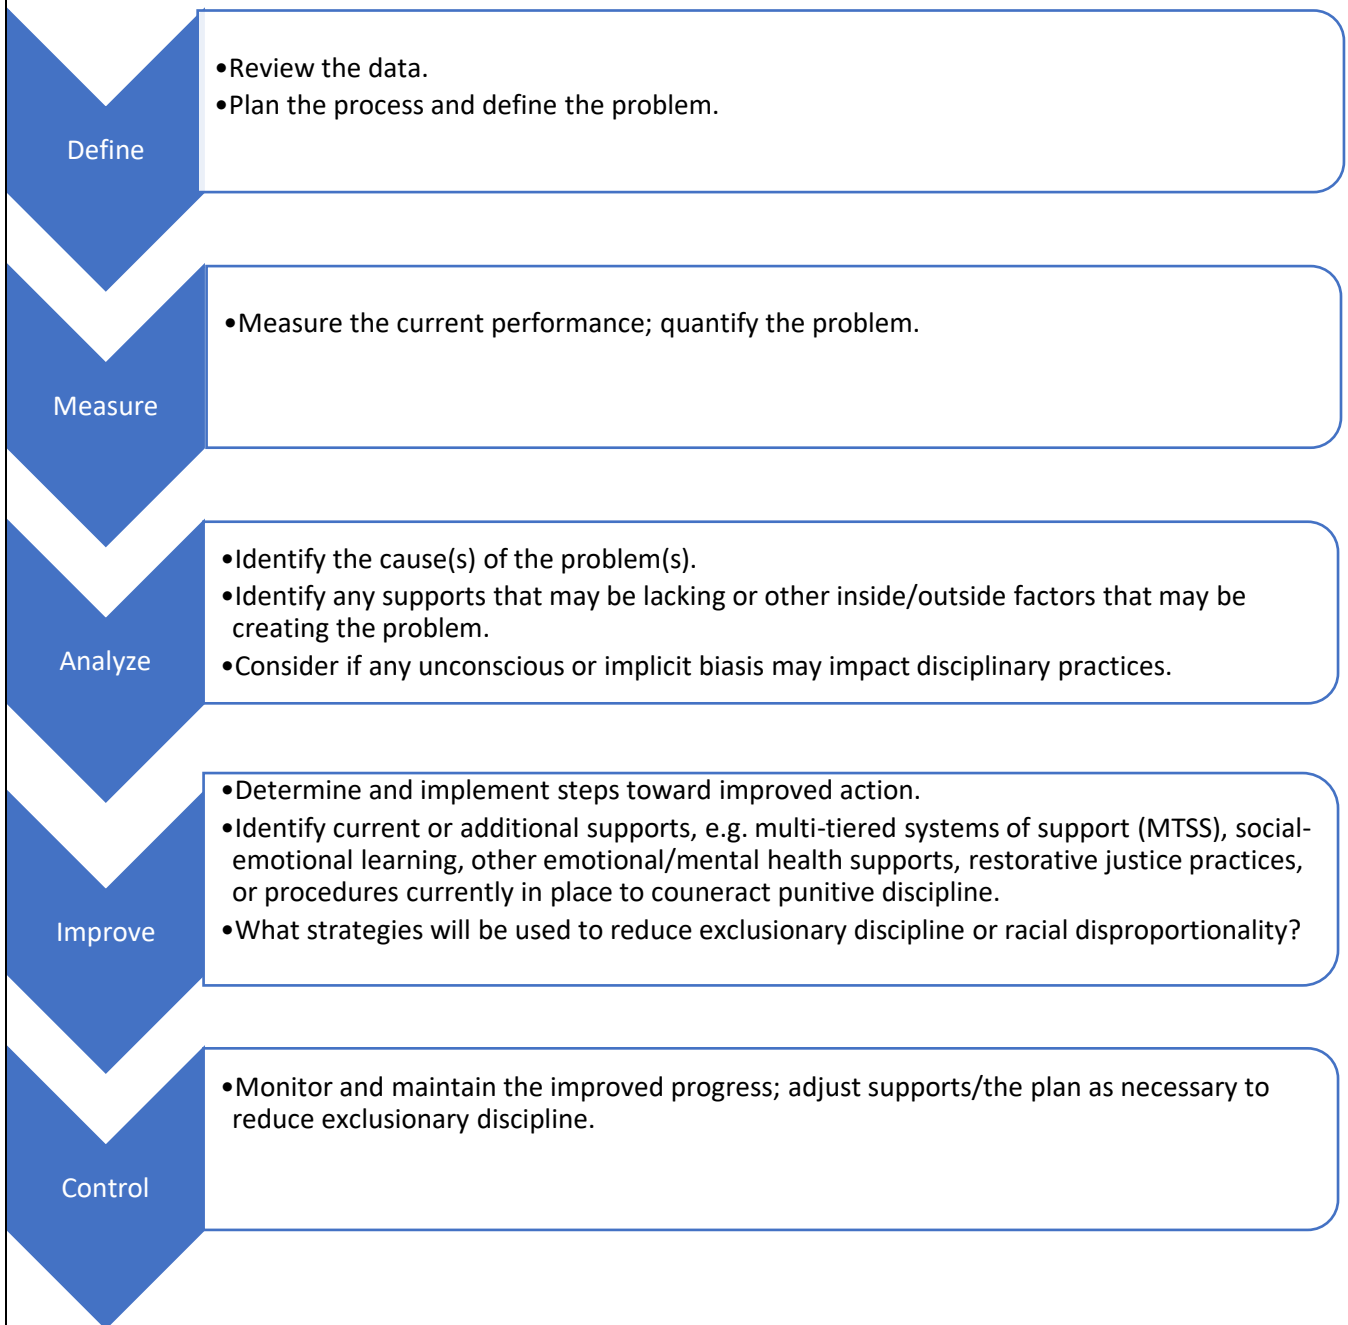 Define
•Review the data.
•Plan the process and define the problem.
Measure
•Measure the current performance; quantify the problem.
Analyze
•Identify the cause(s) of the problem(s).
•Identify any supports that may be lacking or other inside/outside factors that may be
creating the problem.
•Consider if any unconscious or implicit biasis may impact disciplinary practices.
Improve
•Determine and implement steps toward improved action.
•Identify current or additional supports, e.g. multi-tiered systems of support (MTSS), social-
emotional learning, other emotional/mental health supports, restorative justice practices,
or procedures currently in place to couneract punitive discipline.
•What strategies will be used to reduce exclusionary discipline or racial disproportionality?
Control
•Monitor and maintain the improved progress; adjust supports/the plan as necessary to
reduce exclusionary discipline.